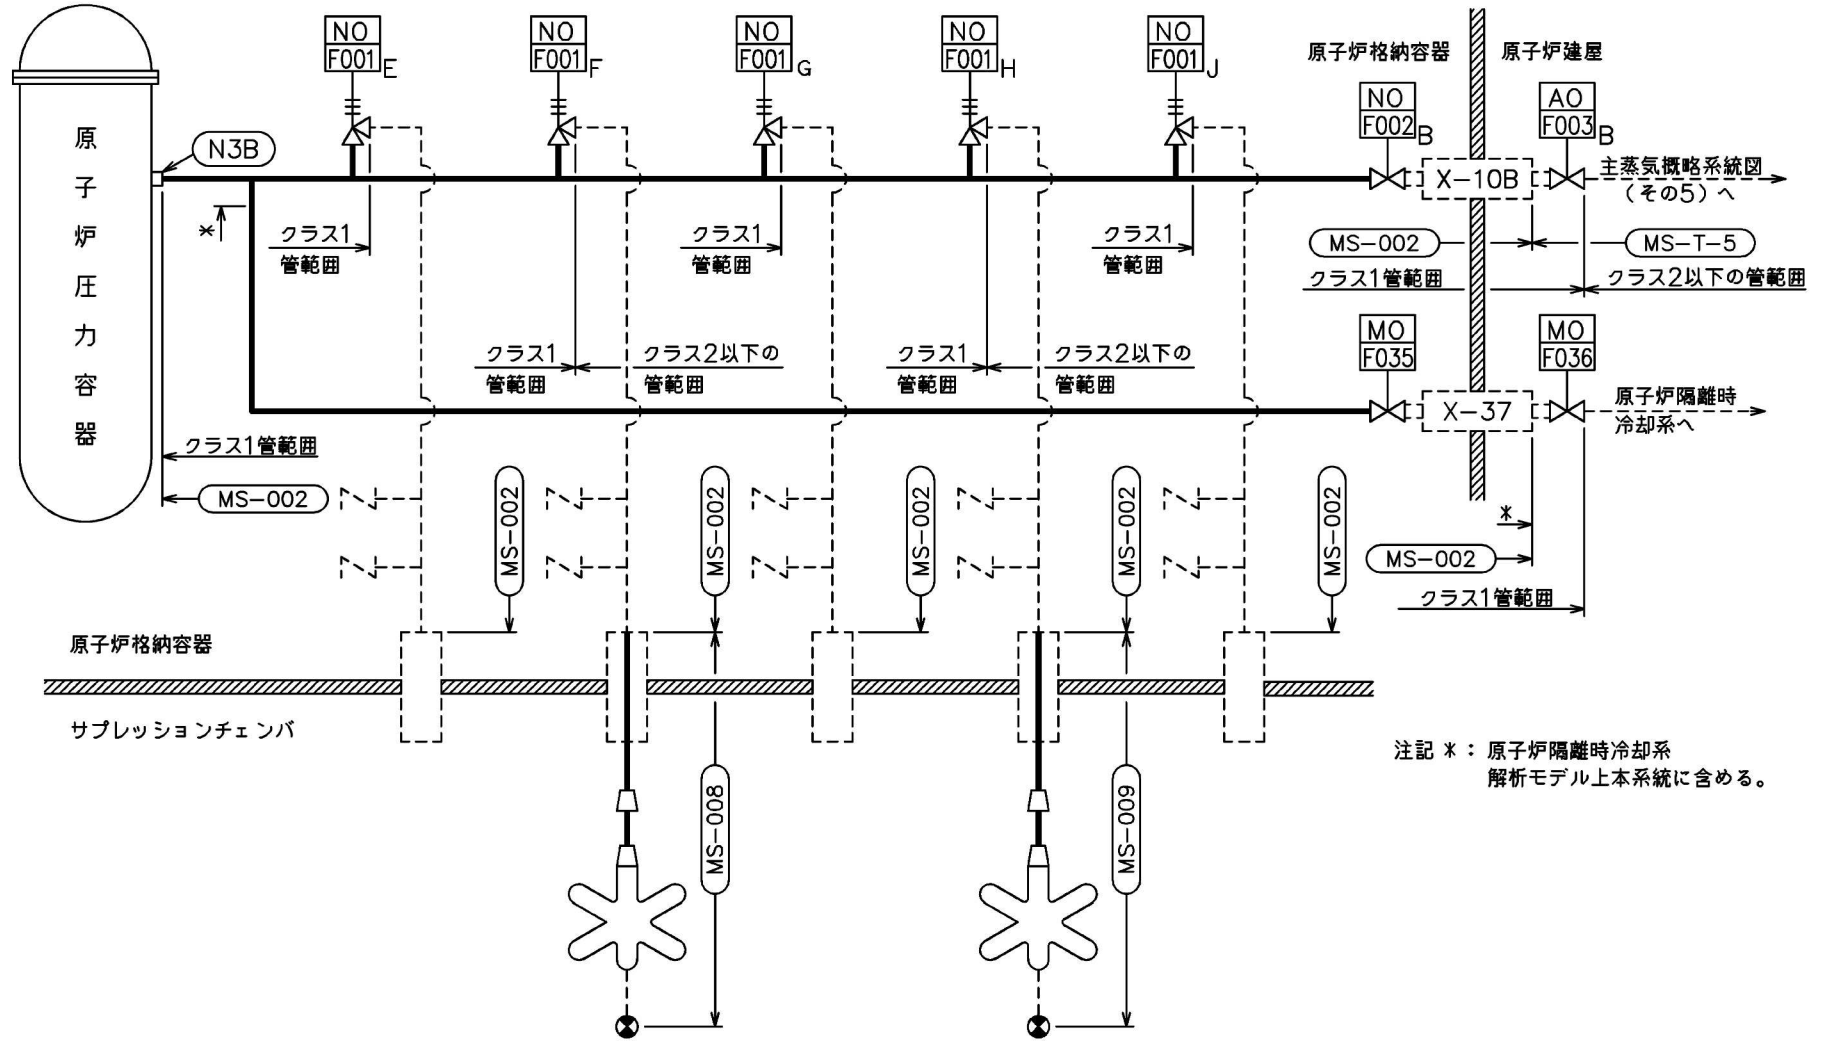 NO
F001 E
NO
F001 F
NO
F001 G
NO
F001 H
NO
F001 J
原子炉格納容器
原子炉建屋
NO
F002 B
AO
F003 B
原子炉圧力容器
N3B
X-10B
主蒸気概略系統図
(その5)へ
*
クラス1
管範囲
クラス1
管範囲
クラス1
管範囲
MS-002
MS-T-5
クラス1管範囲
クラス2以下の管範囲
クラス1
管範囲
クラス2以下の
管範囲
クラス1
管範囲
クラス2以下の
管範囲
MO
F035
MO
F036
X-37
原子炉隔離時
冷却系へ
クラス1管範囲
MS-002
MS-002
MS-002
MS-002
MS-002
MS-002
*
MS-002
クラス1管範囲
原子炉格納容器
サプレッションチェンバ
MS-008
MS-009
注記 * : 原子炉隔離時冷却系
解析モデル上本系統に含める。